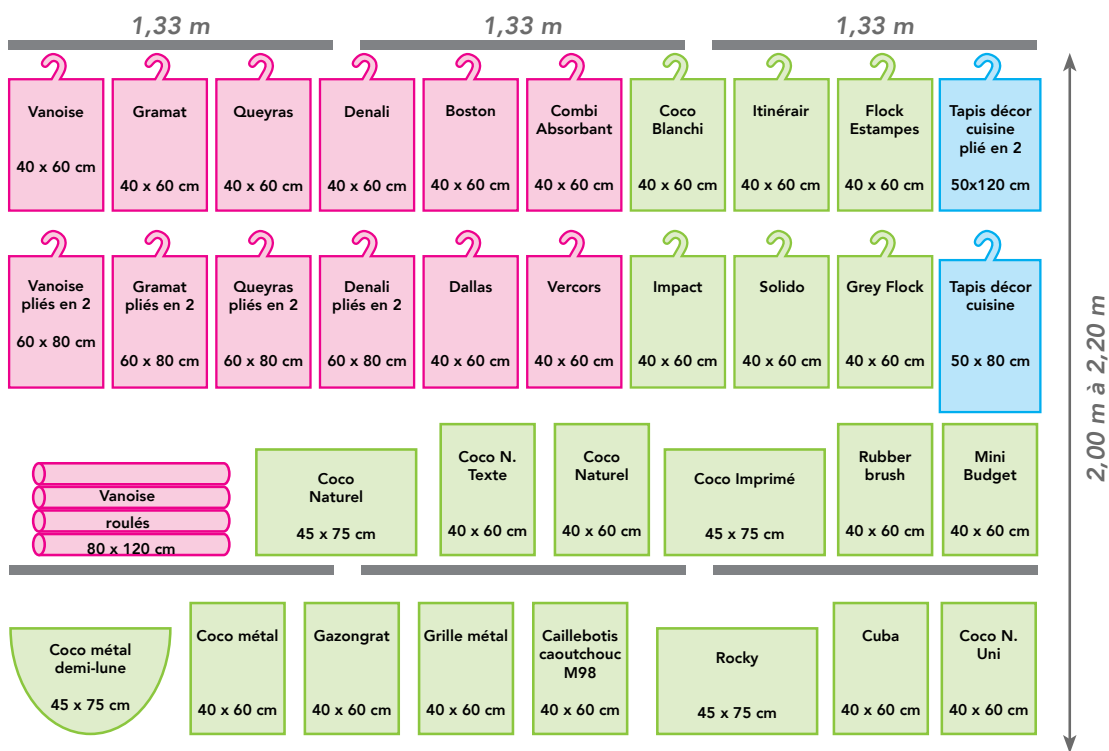 1,33 m
1,33 m
1,33 m
Vanoise
40 x 60 cm
Gramat
40 x 60 cm
Queyras
40 x 60 cm
Denali
40 x 60 cm
Boston
40 x 60 cm
Combi
Absorbant
40 x 60 cm
Coco
Blanchi
40 x 60 cm
Itinérair
40 x 60 cm
Flock
Estampes
40 x 60 cm
Tapis décor
cuisine
plié en 2
50x120 cm
Vanoise
pliés en 2
60 x 80 cm
Gramat
pliés en 2
60 x 80 cm
Queyras
pliés en 2
60 x 80 cm
Denali
pliés en 2
60 x 80 cm
Dallas
40 x 60 cm
Vercors
40 x 60 cm
Impact
40 x 60 cm
Solido
40 x 60 cm
Grey Flock
40 x 60 cm
Tapis décor
cuisine
50 x 80 cm
2,00 m à 2,20 m
Vanoise
roulés
80 x 120 cm
Coco
Naturel
45 x 75 cm
Coco N.
Texte
40 x 60 cm
Coco
Naturel
40 x 60 cm
Coco Imprimé
45 x 75 cm
Rubber
brush
40 x 60 cm
Mini
Budget
40 x 60 cm
Coco métal
demi-lune
45 x 75 cm
Coco métal
40 x 60 cm
Gazongrat
40 x 60 cm
Grille métal
40 x 60 cm
Caillebotis
caoutchouc
M98
40 x 60 cm
Rocky
45 x 75 cm
Cuba
40 x 60 cm
Coco N.
Uni
40 x 60 cm